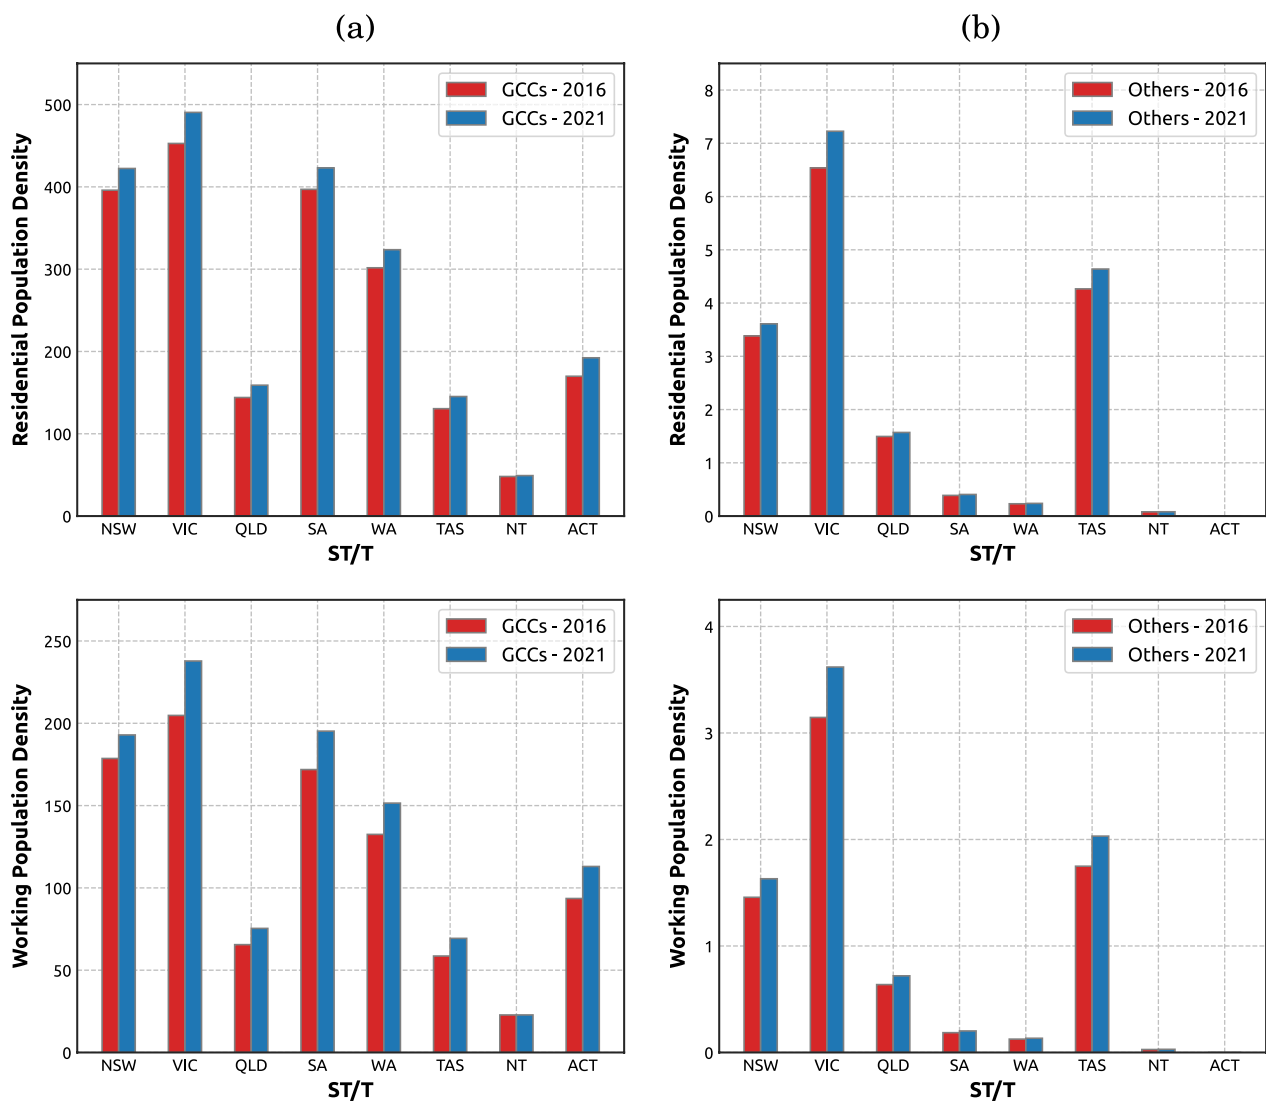 (a)
500
400
300
200
100
0
Residential Population Density
GCCs - 2016
GCCs - 2021
NSW VIC QLD SA WA TAS NT ACT
ST/T
(b)
8
7
6
5
4
3
2
1
0
Residential Population Density
Others - 2016
Others - 2021
NSW VIC QLD SA WA TAS NT ACT
ST/T
250
200
150
100
50
0
Working Population Density
GCCs - 2016
GCCs - 2021
NSW VIC QLD SA WA TAS NT ACT
ST/T
4
3
2
1
0
Working Population Density
Others - 2016
Others - 2021
NSW VIC QLD SA WA TAS NT ACT
ST/T